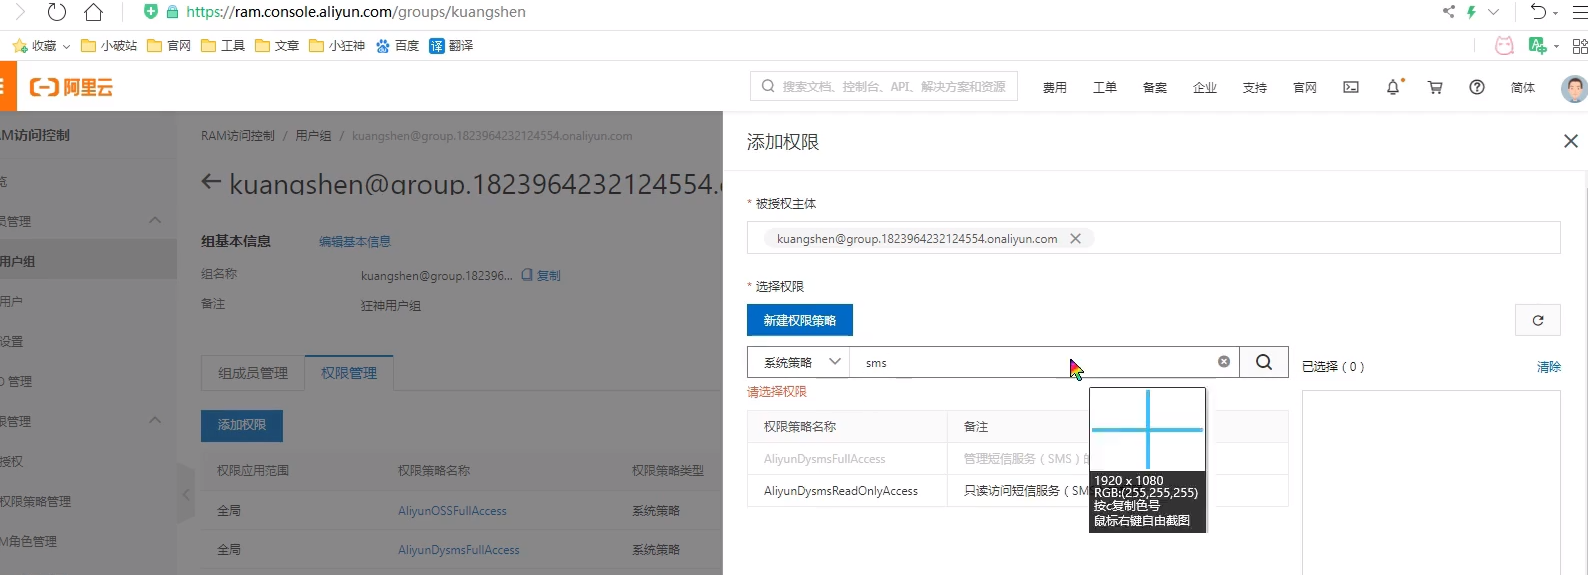 https://ram.console.aliyun.com/groups/kuangshen
收藏 小破站 官网 工具 文章 小狂神 百度 译 翻译
阿里云 搜索文档、控制台、API、解决方案和资源 费用 工单 备案 企业 支持 官网 简体
M访问控制
RAM访问控制 / 用户组 / kuangshen@group.1823964232124554.onaliyun.com
览
kuangshen@group.1823964232124554.
员管理
用户组
用户
设置
O 管理
限管理
授权
权限策略管理
M角色管理
组基本信息 编辑基本信息
组名称 kuangshen@group.182396... 复制
备注 狂神用户组
组成员管理 权限管理
添加权限
权限应用范围 权限策略名称 权限策略类型
全局 AliyunOSSFullAccess 系统策略
全局 AliyunDysmsFullAccess 系统策略
添加权限
* 被授权主体
kuangshen@group.1823964232124554.onaliyun.com
* 选择权限
新建权限策略
系统策略 sms
已选择（0） 清除
请选择权限
权限策略名称 备注
AliyunDysmsFullAccess 管理短信服务（SMS）的
AliyunDysmsReadOnlyAccess 只读访问短信服务（SM
1920 x 1080
RGB:(255,255,255)
按c复制色号
鼠标右键自由截图